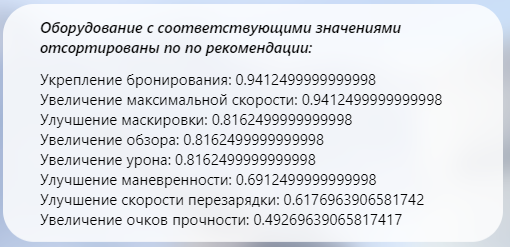 Оборудование с соответствующими значениями
отсортированы по по рекомендации:
Укрепление бронирования: 0.9412499999999998
Увеличение максимальной скорости: 0.9412499999999998
Улучшение маскировки: 0.8162499999999998
Увеличение обзора: 0.8162499999999998
Увеличение урона: 0.8162499999999998
Улучшение маневренности: 0.6912499999999998
Улучшение скорости перезарядки: 0.6176963906581742
Увеличение очков прочности: 0.49269639065817417